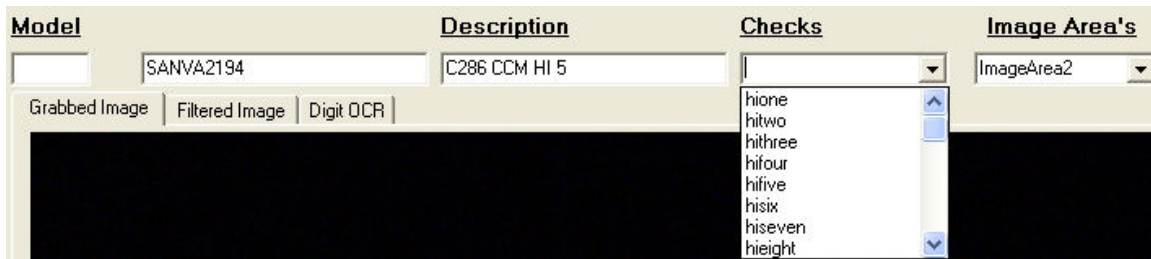 Model Description Checks Image Area's
SANVA2194 C286 CCM HI 5 ImageArea2
Grabbed Image Filtered Image Digit OCR
hione
hitwo
hithree
hifour
hifive
hisix
hiseven
hieight